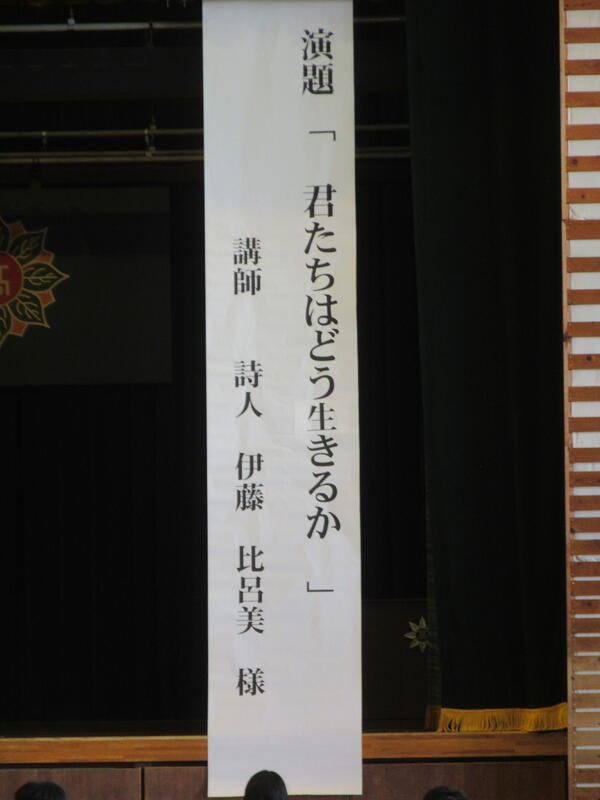 演題 「 君たちはどう生きるか 」
講師 詩人 伊藤 比呂美 様